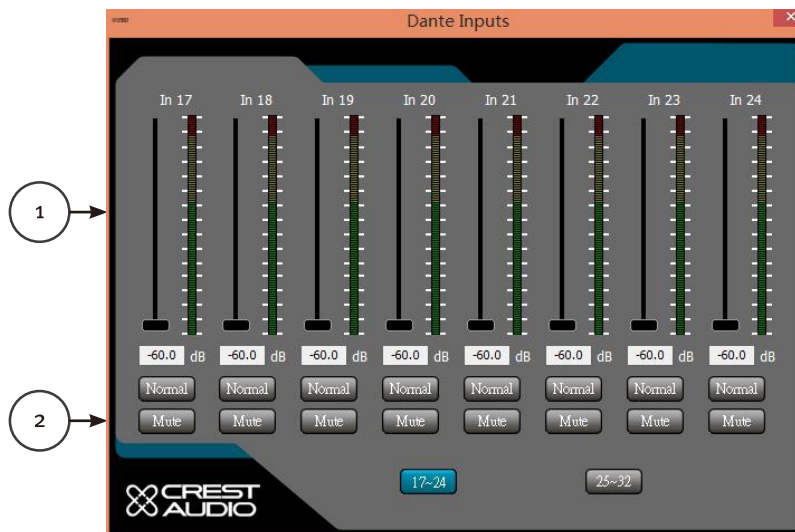 Dante Inputs
In 17 In 18 In 19 In 20 In 21 In 22 In 23 In 24
1
-60.0 dB -60.0 dB -60.0 dB -60.0 dB -60.0 dB -60.0 dB -60.0 dB -60.0 dB
Normal Normal Normal Normal Normal Normal Normal Normal
2 Mute Mute Mute Mute Mute Mute Mute Mute
17~24 25~32
CREST
AUDIO